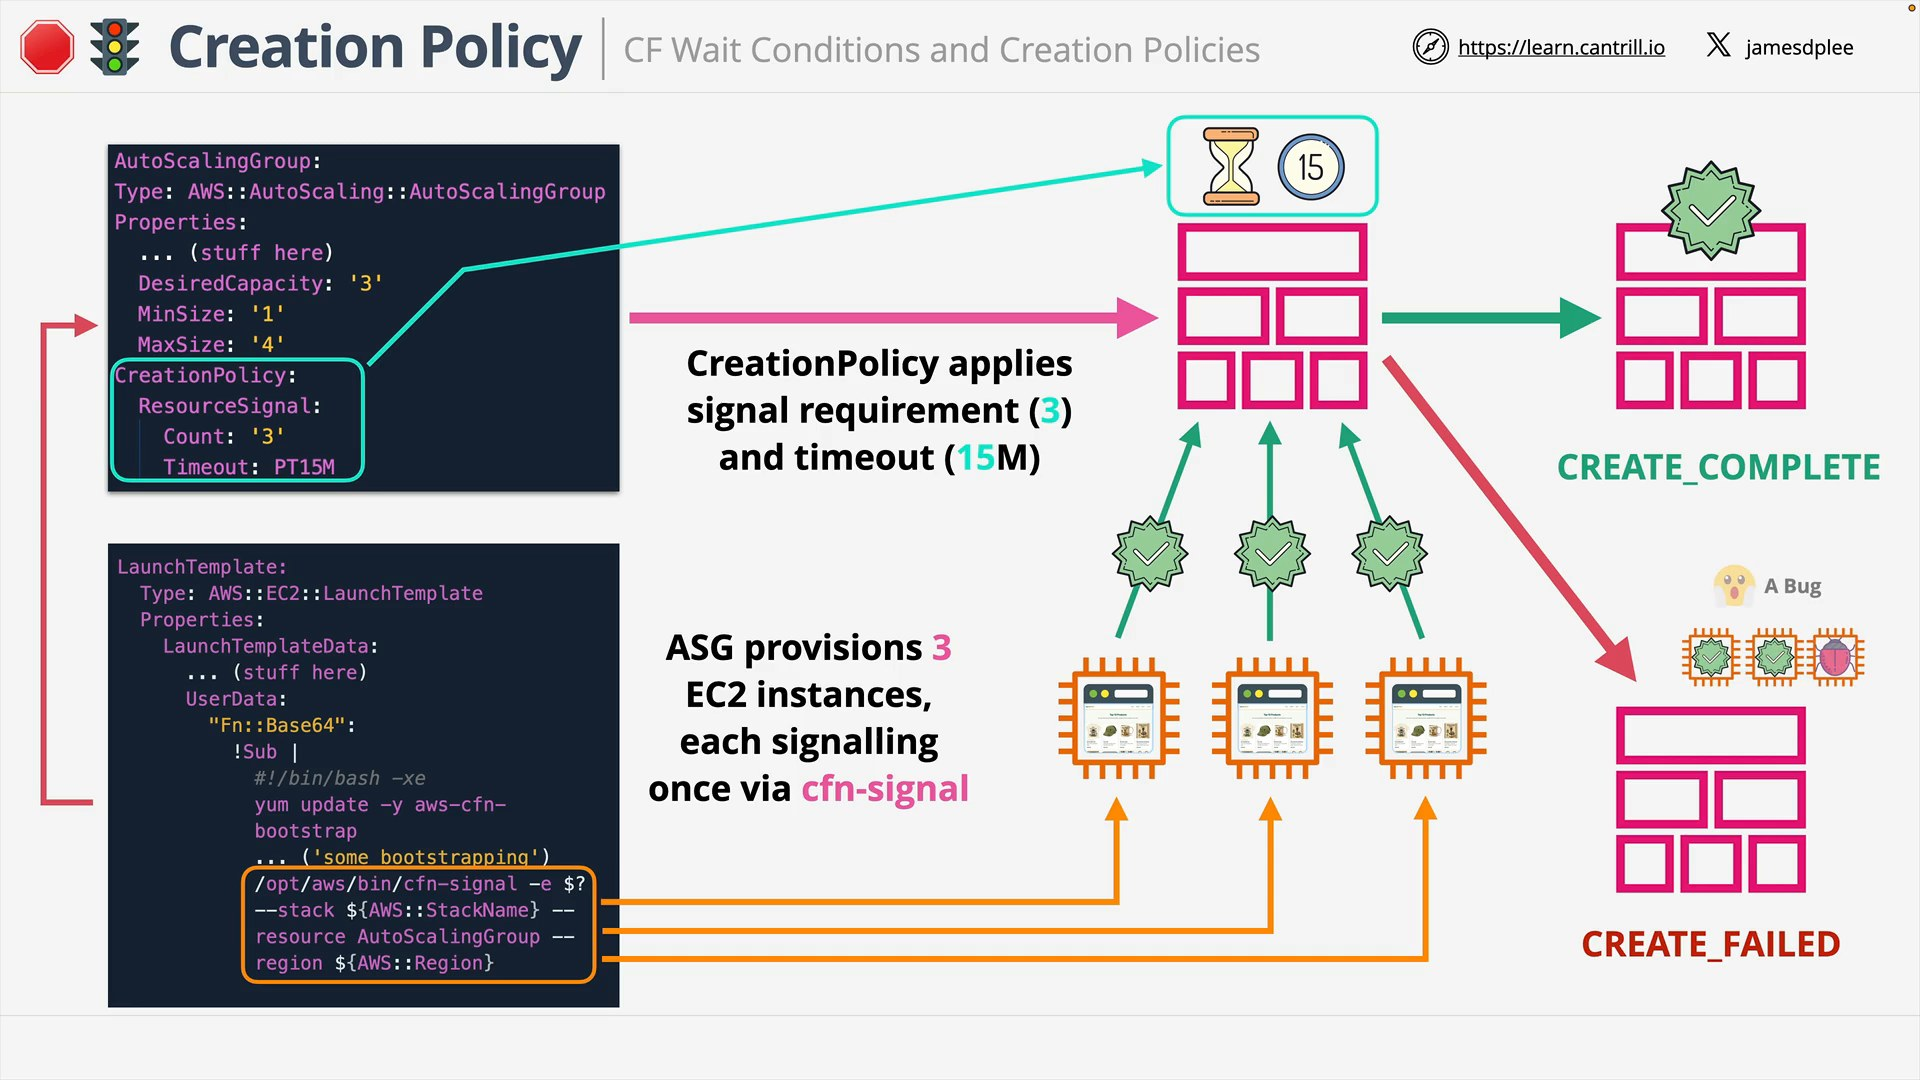 Creation Policy
CF Wait Conditions and Creation Policies
https://learn.cantrill.io
jamesdplee
AutoScalingGroup:
Type: AWS::AutoScaling::AutoScalingGroup
Properties:
... (stuff here)
DesiredCapacity: '3'
MinSize: '1'
MaxSize: '4'
CreationPolicy:
ResourceSignal:
Count: '3'
Timeout: PT15M
CreationPolicy applies
signal requirement (3)
and timeout (15M)
15
CREATE_COMPLETE
LaunchTemplate:
Type: AWS::EC2::LaunchTemplate
Properties:
LaunchTemplateData:
... (stuff here)
UserData:
"Fn::Base64":
!Sub |
#!/bin/bash -xe
yum update -y aws-cfn-
bootstrap
... ('some bootstrapping')
/opt/aws/bin/cfn-signal -e $?
--stack ${AWS::StackName} --
resource AutoScalingGroup --
region ${AWS::Region}
ASG provisions 3
EC2 instances,
each signalling
once via cfn-signal
A Bug
CREATE_FAILED